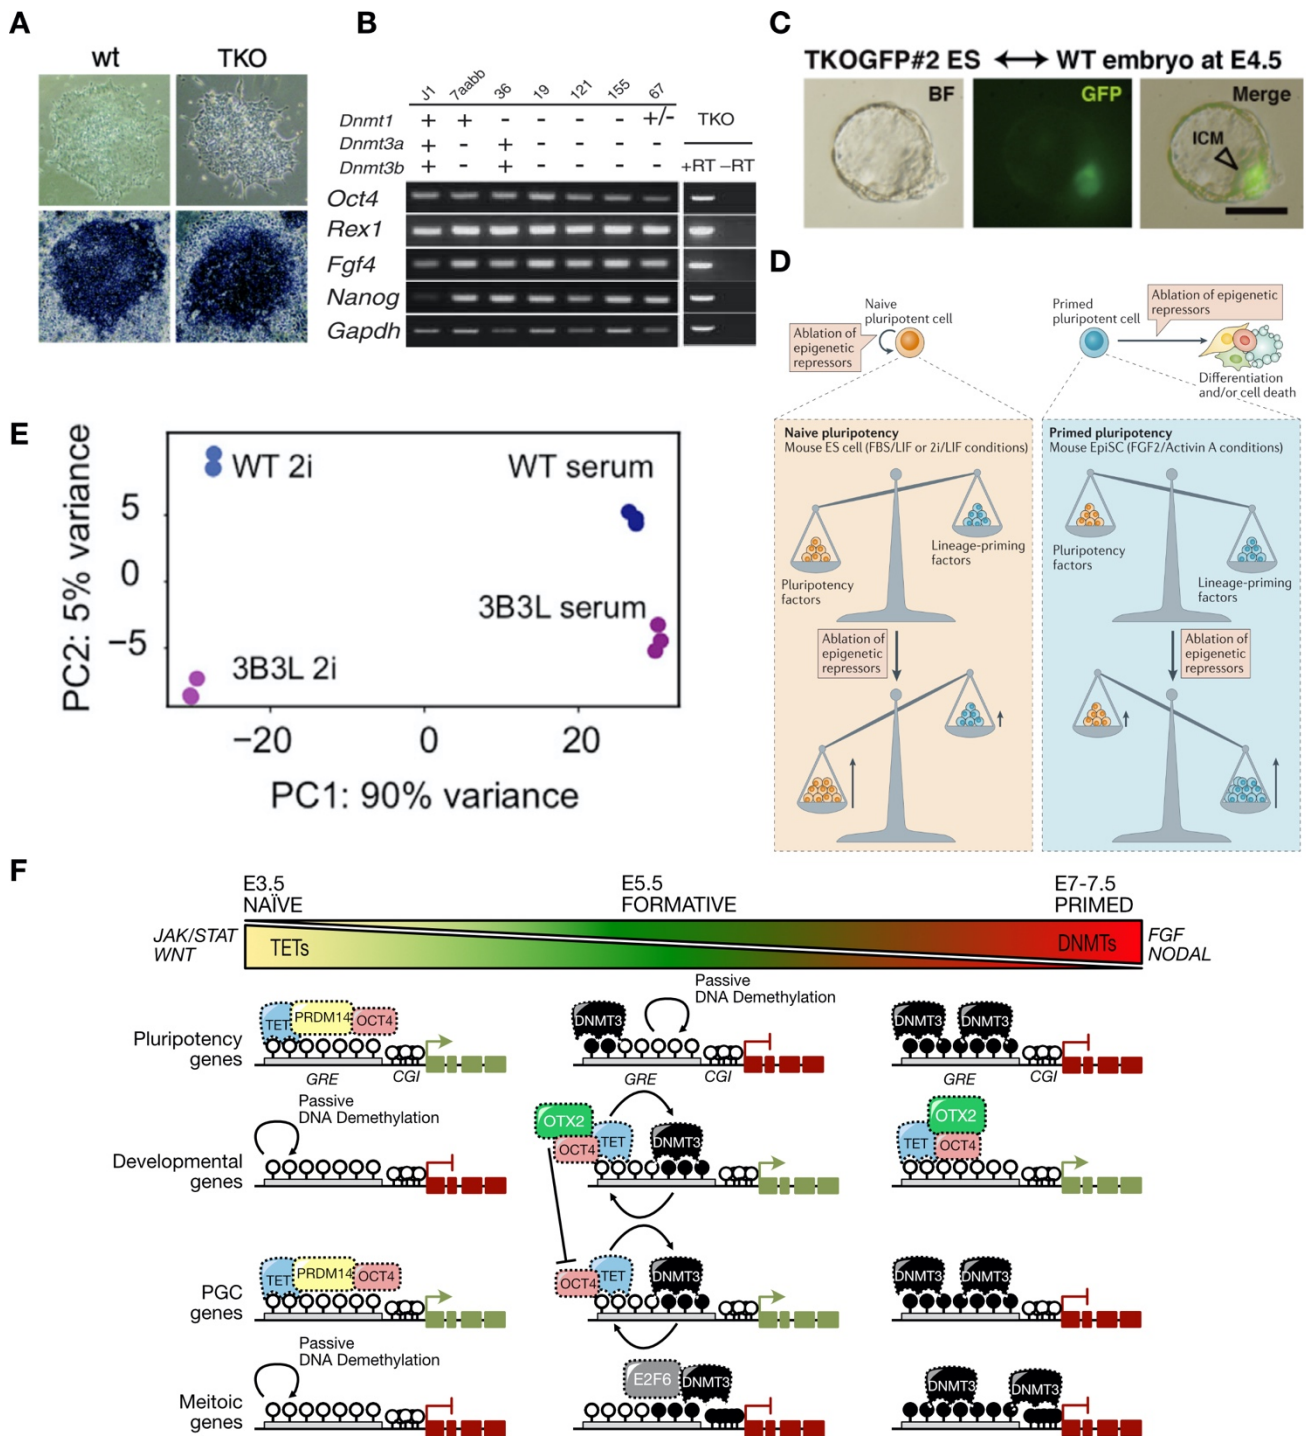 A
wt
TKO
B
J1
7aabb
36
19
121
155
67
Dnmt1 + + - - - - +/-
Dnmt3a + - + - - - -
Dnmt3b + - + - - - -
TKO
+RT −RT
Oct4
Rex1
Fgf4
Nanog
Gapdh
C
TKOGFP#2 ES ⟷ WT embryo at E4.5
BF
GFP
Merge
ICM
D
Naive
pluripotent cell
Ablation of
epigenetic
repressors
Primed
pluripotent cell
Ablation of epigenetic
repressors
Differentiation
and/or cell death
Naive pluripotency
Mouse ES cell (FBS/LIF or 2i/LIF conditions)
Pluripotency
factors
Lineage-priming
factors
Ablation of
epigenetic
repressors
Primed pluripotency
Mouse EpiSC (FGF2/Activin A conditions)
Pluripotency
factors
Lineage-priming
factors
Ablation of
epigenetic
repressors
E
PC2: 5% variance
5
0
−5
WT 2i
WT serum
3B3L serum
3B3L 2i
−20
0
20
PC1: 90% variance
F
E3.5
NAÏVE
E5.5
FORMATIVE
E7-7.5
PRIMED
JAK/STAT
WNT
TETs
DNMTs
FGF
NODAL
Pluripotency
genes
TET
PRDM14
OCT4
GRE
CGI
DNMT3
Passive
DNA Demethylation
GRE
CGI
DNMT3
DNMT3
GRE
CGI
Developmental
genes
Passive
DNA Demethylation
OTX2
OCT4
TET
DNMT3
OTX2
TET
OCT4
PGC
genes
TET
PRDM14
OCT4
OCT4
TET
DNMT3
DNMT3
DNMT3
Meitoic
genes
Passive
DNA Demethylation
E2F6
DNMT3
DNMT3
DNMT3